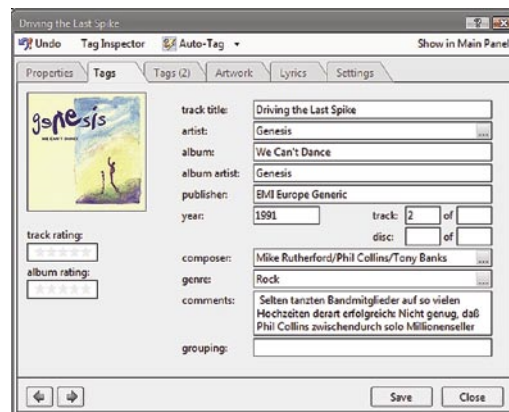 Driving the Last Spike
Undo Tag Inspector Auto-Tag Show in Main Panel
Properties Tags Tags (2) Artwork Lyrics Settings
genesis
WE CAN'T DANCE
track title: Driving the Last Spike
artist: Genesis ...
album: We Can't Dance
album artist: Genesis
publisher: EMI Europe Generic
year: 1991 track: 2 of
disc: of
track rating:
album rating:
composer: Mike Rutherford/Phil Collins/Tony Banks ...
genre: Rock ...
comments: Selten tanzten Bandmitglieder auf so vielen
Hochzeiten derart erfolgreich: Nicht genug, daß
Phil Collins zwischendurch solo Millionenseller
grouping:
Save Close